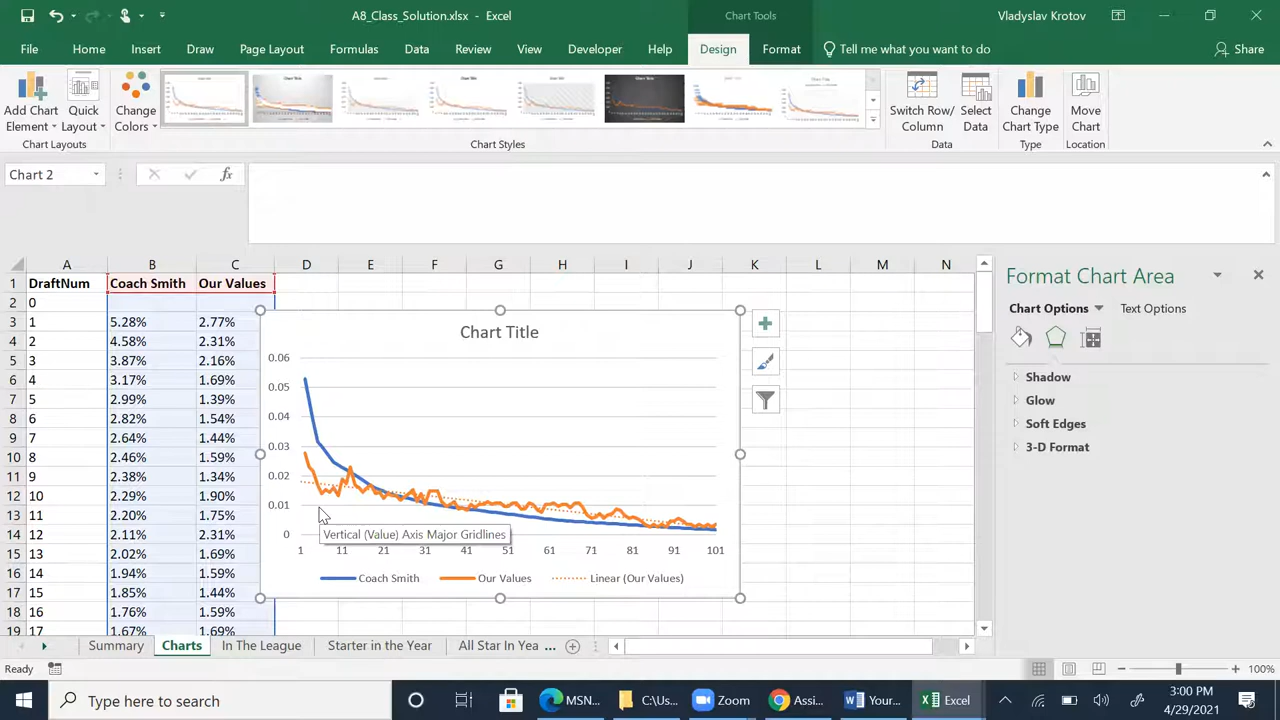 A8_Class_Solution.xlsx - Excel
Chart Tools
Vladyslav Krotov
File Home Insert Draw Page Layout Formulas Data Review View Developer Help Design Format Tell me what you want to do Share
Add Chart Element
Quick Layout
Change Colors
Switch Row/ Column
Select Data
Change Chart Type
Move Chart
Chart Layouts Chart Styles Data Type Location
Chart 2
fx
A B C D E F G H I J K L M N
1 DraftNum Coach Smith Our Values
2 0
3 1 5.28% 2.77%
4 2 4.58% 2.31%
5 3 3.87% 2.16%
6 4 3.17% 1.69%
7 5 2.99% 1.39%
8 6 2.82% 1.54%
9 7 2.64% 1.44%
10 8 2.46% 1.59%
11 9 2.38% 1.34%
12 10 2.29% 1.90%
13 11 2.20% 1.75%
14 12 2.11% 2.31%
15 13 2.02% 1.69%
16 14 1.94% 1.59%
17 15 1.85% 1.44%
18 16 1.76% 1.59%
19 17 1.67% 1.69%
Chart Title
0.06
0.05
0.04
0.03
0.02
0.01
0
Vertical (Value) Axis Major Gridlines
1 11 21 31 41 51 61 71 81 91 101
Coach Smith Our Values Linear (Our Values)
Format Chart Area
Chart Options Text Options
Shadow
Glow
Soft Edges
3-D Format
Summary Charts In The League Starter in the Year All Star In Yea ...
Ready
100%
Type here to search
MSN...
C:\Us...
Zoom
Assi...
Your...
Excel
3:00 PM
4/29/2021